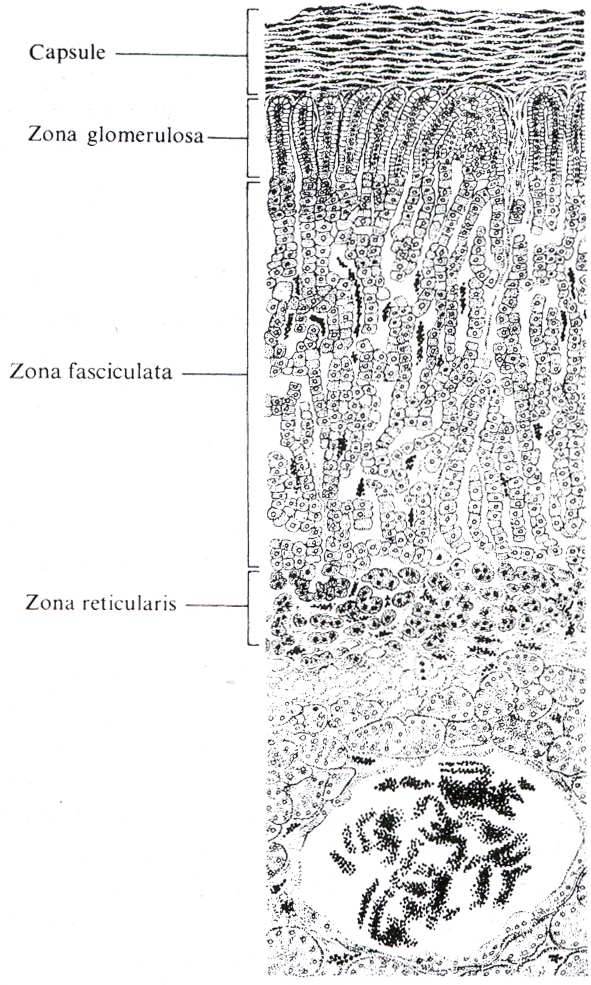 Capsule
Zona glomerulosa
Zona fasciculata
Zona reticularis